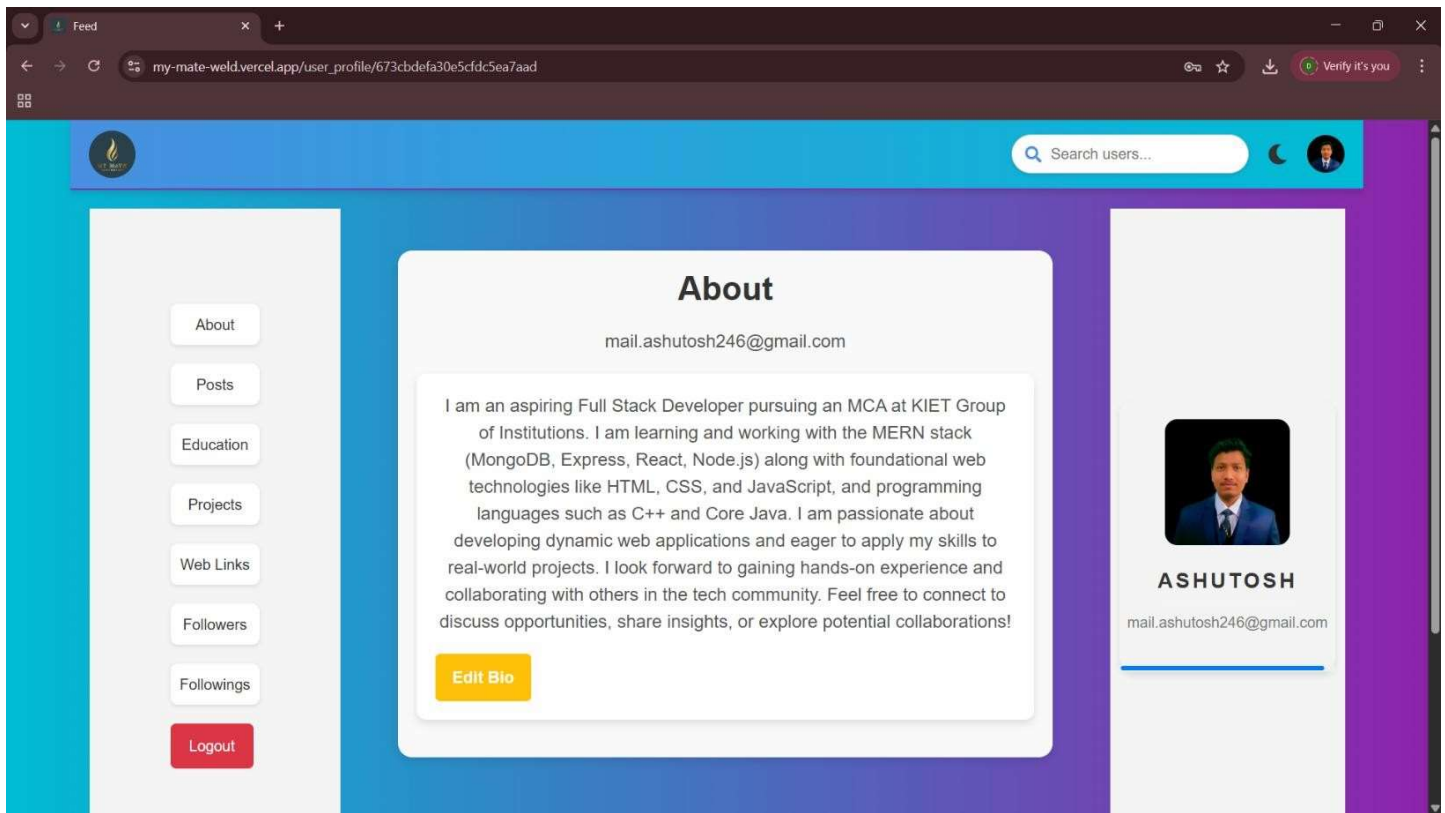 Feed
my-mate-weld.vercel.app/user_profile/673cbdefa30e5cfdc5ea7aad
D
Verify it's you
MY MATE
Search users...
About
Posts
Education
Projects
Web Links
Followers
Followings
Logout
About
mail.ashutosh246@gmail.com
I am an aspiring Full Stack Developer pursuing an MCA at KIET Group
of Institutions. I am learning and working with the MERN stack
(MongoDB, Express, React, Node.js) along with foundational web
technologies like HTML, CSS, and JavaScript, and programming
languages such as C++ and Core Java. I am passionate about
developing dynamic web applications and eager to apply my skills to
real-world projects. I look forward to gaining hands-on experience and
collaborating with others in the tech community. Feel free to connect to
discuss opportunities, share insights, or explore potential collaborations!
Edit Bio
ASHUTOSH
mail.ashutosh246@gmail.com